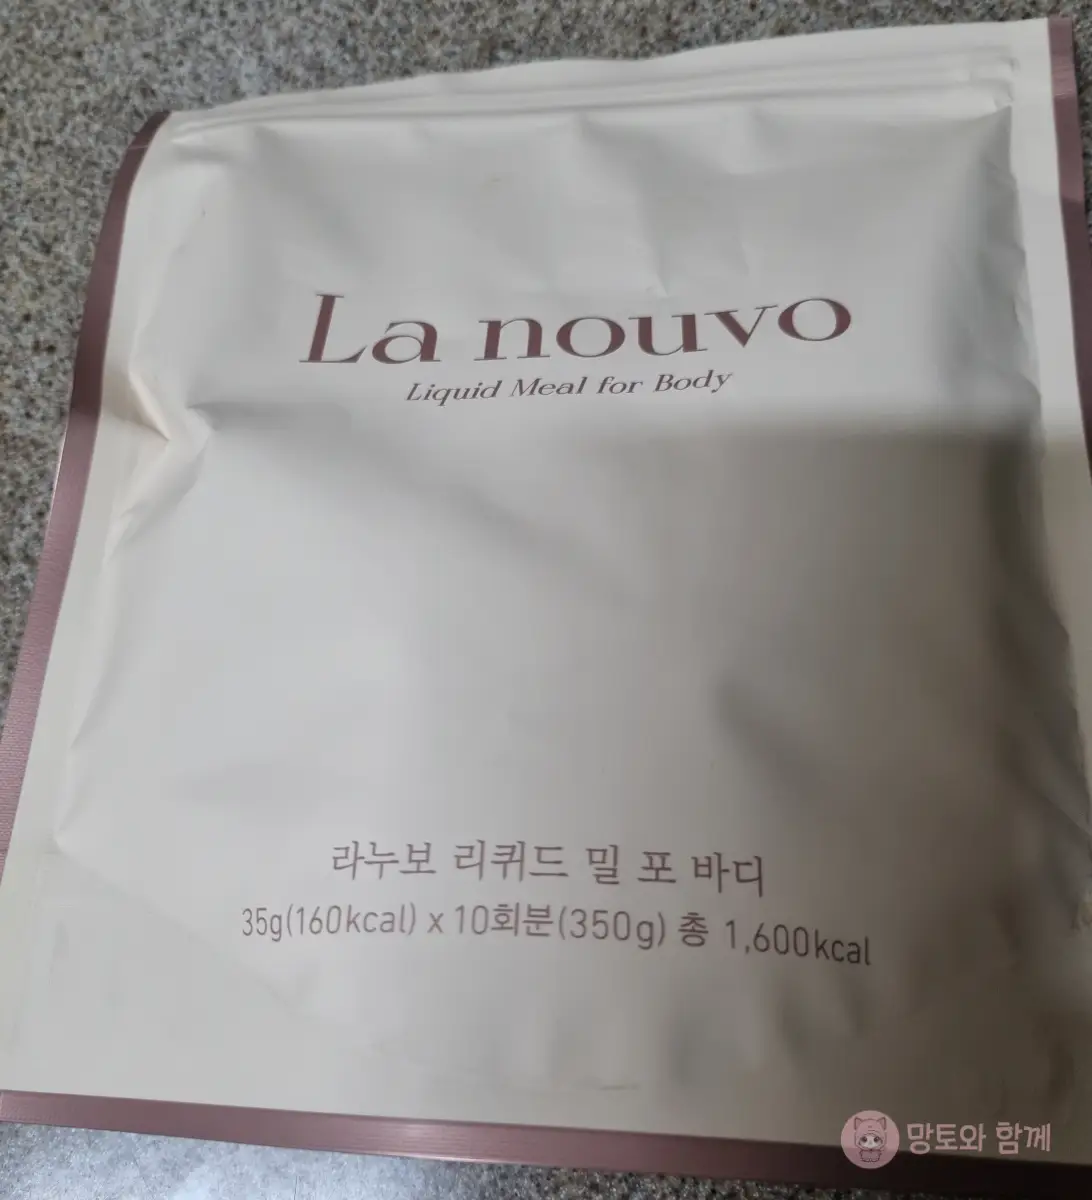 La nouvo
Liquid Meal for Body
라누보 리퀴드 밀 포 바디
35g(160kcal) x 10회분(350g) 총 1,600kcal
망토와 함께